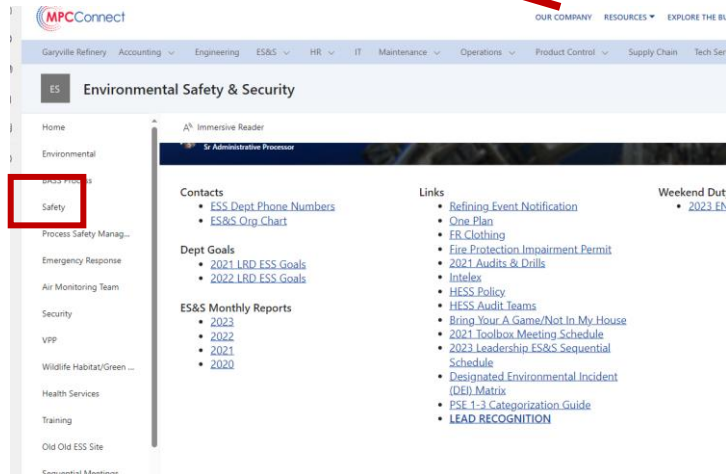 MPCConnect
OUR COMPANY RESOURCES EXPLORE THE BU
Garyville Refinery Accounting Engineering ES&S HR IT Maintenance Operations Product Control Supply Chain Tech Ser
ES Environmental Safety & Security
Home
Environmental
BASS Process
Safety
Process Safety Manag...
Emergency Response
Air Monitoring Team
Security
VPP
Wildlife Habitat/Green ...
Health Services
Training
Old Old ESS Site
Sequential Meetings
Immersive Reader
Sr Administrative Processor
Contacts
• ESS Dept Phone Numbers
• ES&S Org Chart
Dept Goals
• 2021 LRD ESS Goals
• 2022 LRD ESS Goals
ES&S Monthly Reports
• 2023
• 2022
• 2021
• 2020
Links
• Refining Event Notification
• One Plan
• FR Clothing
• Fire Protection Impairment Permit
• 2021 Audits & Drills
• Intelex
• HESS Policy
• HESS Audit Teams
• Bring Your A Game/Not In My House
• 2021 Toolbox Meeting Schedule
• 2023 Leadership ES&S Sequential
Schedule
• Designated Environmental Incident
(DEI) Matrix
• PSE 1-3 Categorization Guide
• LEAD RECOGNITION
Weekend Dut
• 2023 EN